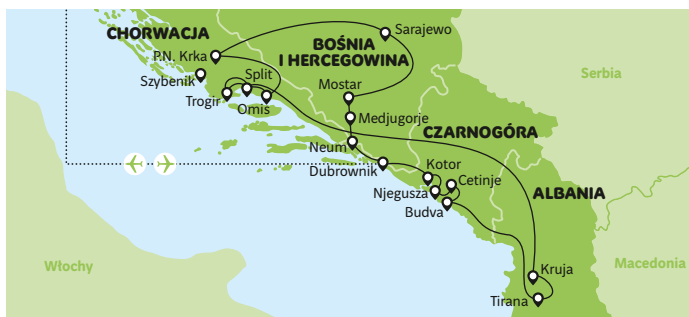 CHORWACJA
Sarajewo
BOŚNIA
I HERCEGOWINA
P.N. Krka
Szybenik
Split
Trogir
Omis
Serbia
Mostar
Medjugorje
CZARNOGÓRA
Neum
Dubrownik
Kotor
Cetinje
Njegusza
Budva
ALBANIA
Włochy
Kruja
Macedonia
Tirana